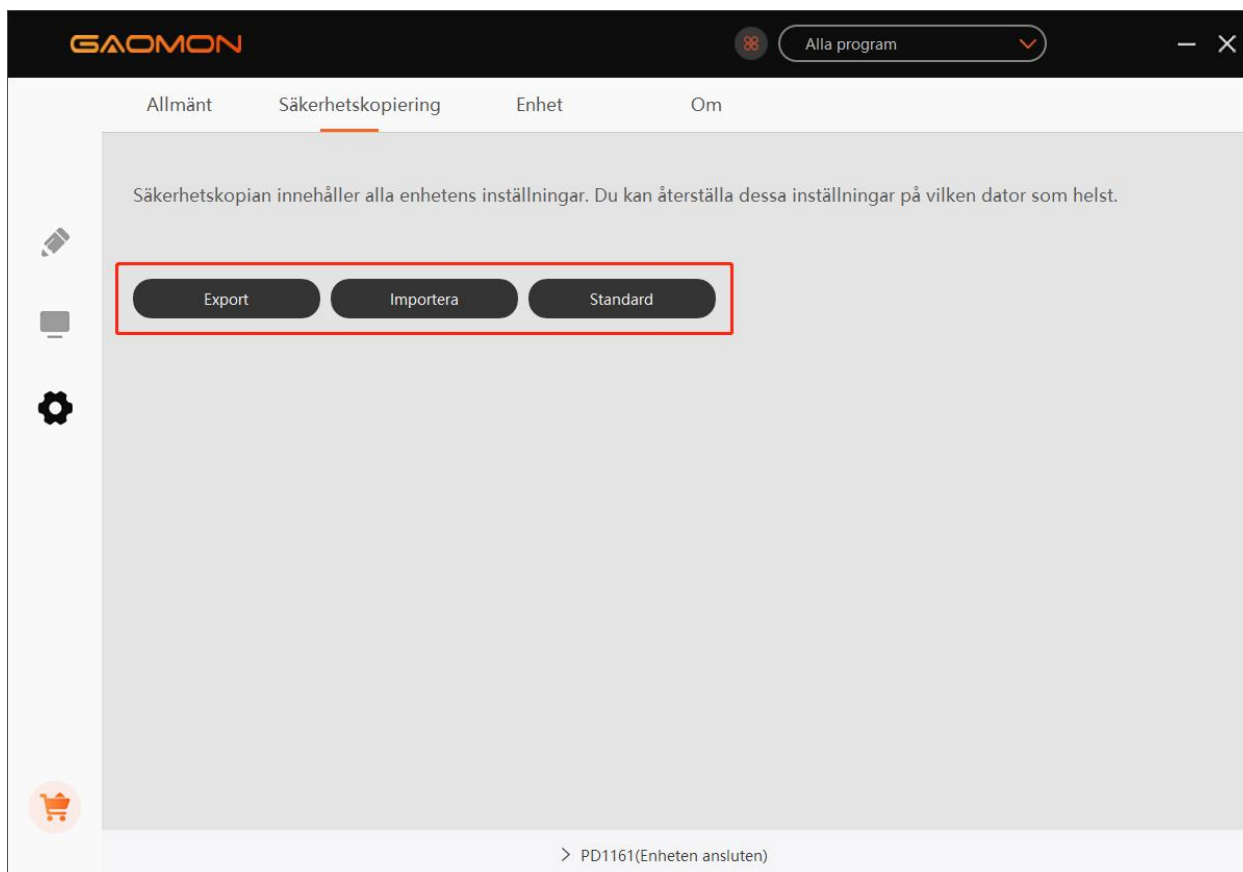 GAOMON
Alla program
Allmänt Säkerhetskopiering Enhet Om
Säkerhetskopian innehåller alla enhetens inställningar. Du kan återställa dessa inställningar på vilken dator som helst.
Export Importera Standard
PD1161(Enheten ansluten)